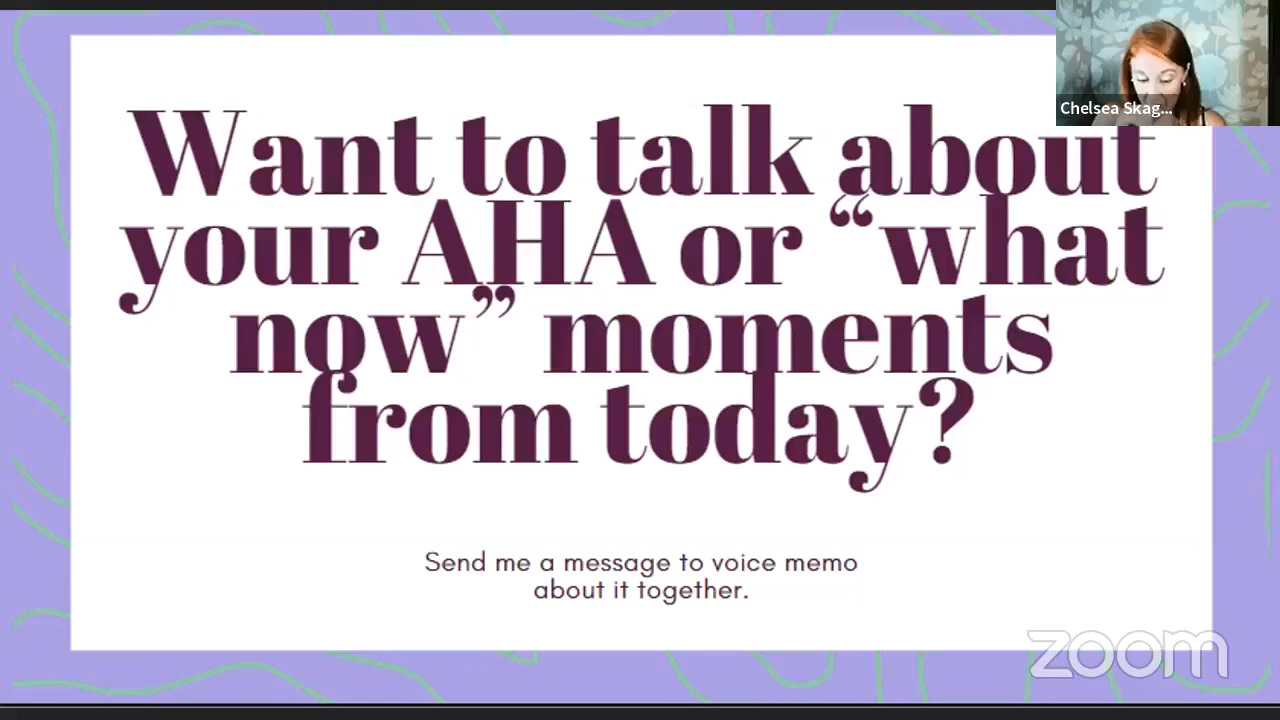 Chelsea Skag...
Want to talk about
your AHA or “what
now” moments
from today?
Send me a message to voice memo
about it together.
zoom